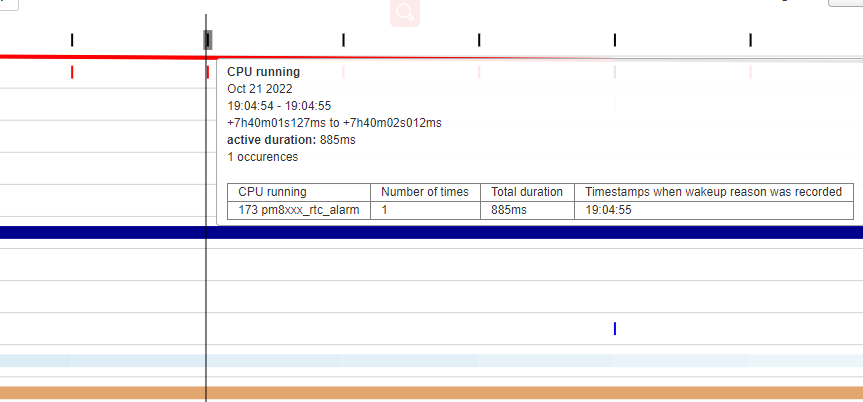 CPU running
Oct 21 2022
19:04:54 - 19:04:55
+7h40m01s127ms to +7h40m02s012ms
active duration: 885ms
1 occurences
CPU running Number of times Total duration Timestamps when wakeup reason was recorded
173 pm8xxx_rtc_alarm 1 885ms 19:04:55